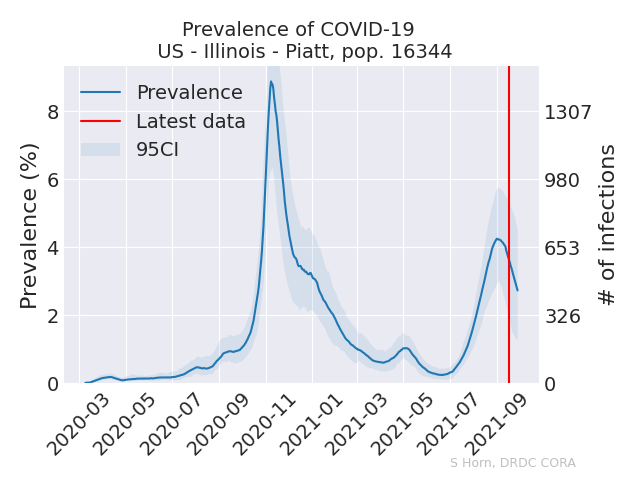 Prevalence of COVID-19
US - Illinois - Piatt, pop. 16344
Prevalence
Latest data
95CI
Prevalence (%)
8
6
4
2
0
1307
980
653
326
0
# of infections
2020-03
2020-05
2020-07
2020-09
2020-11
2021-01
2021-03
2021-05
2021-07
2021-09
S Horn, DRDC CORA